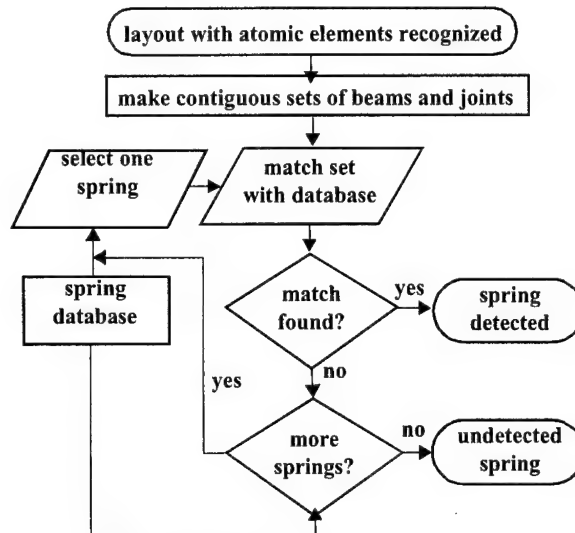 layout with atomic elements recognized
make contiguous sets of beams and joints
select one
spring
match set
with database
spring
database
match
found?
yes
spring
detected
no
yes
more
springs?
no
undetected
spring